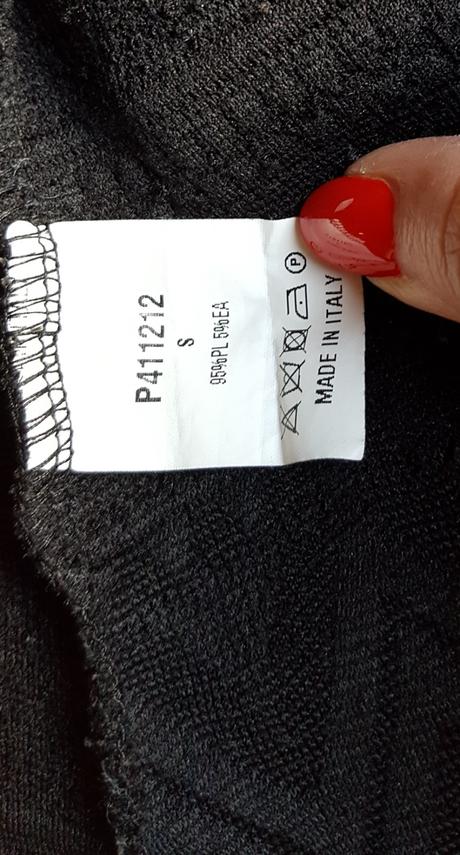 P411212
S
95%PL 5%EA
P
MADE IN ITALY